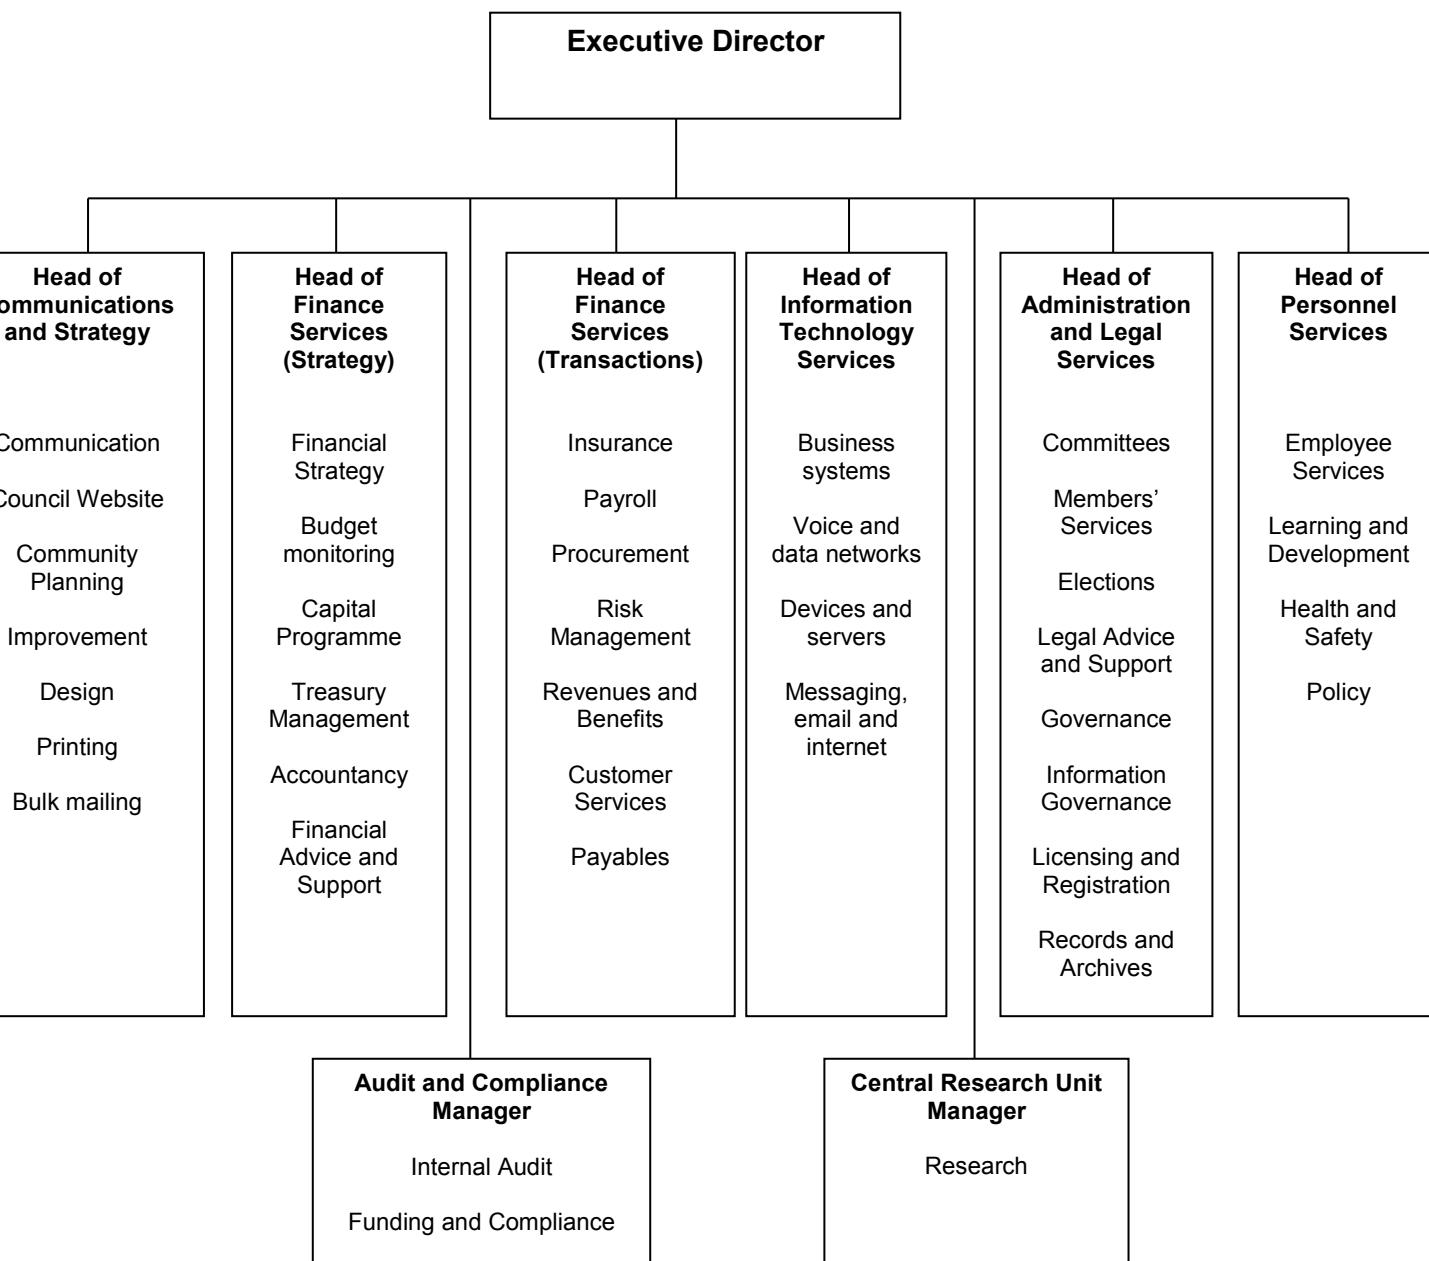 Executive Director
Head of
ommunications
and Strategy
Communication
Council Website
Community
Planning
Improvement
Design
Printing
Bulk mailing
Head of
Finance
Services
(Strategy)
Financial
Strategy
Budget
monitoring
Capital
Programme
Treasury
Management
Accountancy
Financial
Advice and
Support
Head of
Finance
Services
(Transactions)
Insurance
Payroll
Procurement
Risk
Management
Revenues and
Benefits
Customer
Services
Payables
Head of
Information
Technology
Services
Business
systems
Voice and
data networks
Devices and
servers
Messaging,
email and
internet
Head of
Administration
and Legal
Services
Committees
Members’
Services
Elections
Legal Advice
and Support
Governance
Information
Governance
Licensing and
Registration
Records and
Archives
Head of
Personnel
Services
Employee
Services
Learning and
Development
Health and
Safety
Policy
Audit and Compliance
Manager
Internal Audit
Funding and Compliance
Central Research Unit
Manager
Research